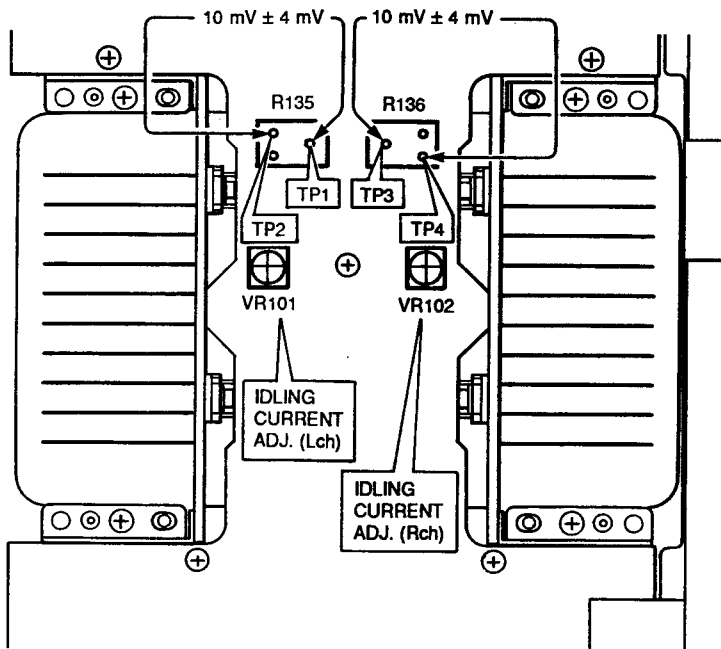 10 mV ± 4 mV
10 mV ± 4 mV
R135
R136
TP1
TP3
TP2
TP4
VR101
VR102
IDLING
CURRENT
ADJ. (Lch)
IDLING
CURRENT
ADJ. (Rch)